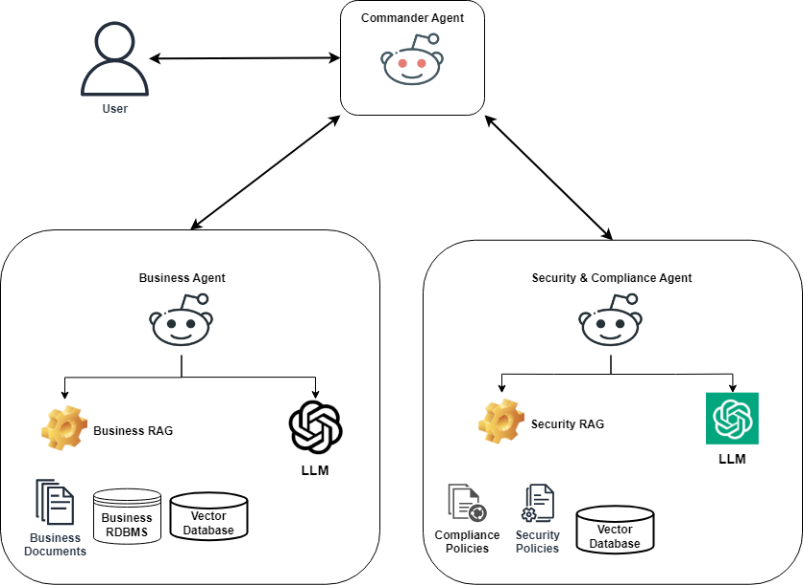 Commander Agent
User
Business Agent
Business RAG
LLM
Business
Documents
Business
RDBMS
Vector
Database
Security & Compliance Agent
Security RAG
LLM
Compliance
Policies
Security
Policies
Vector
Database